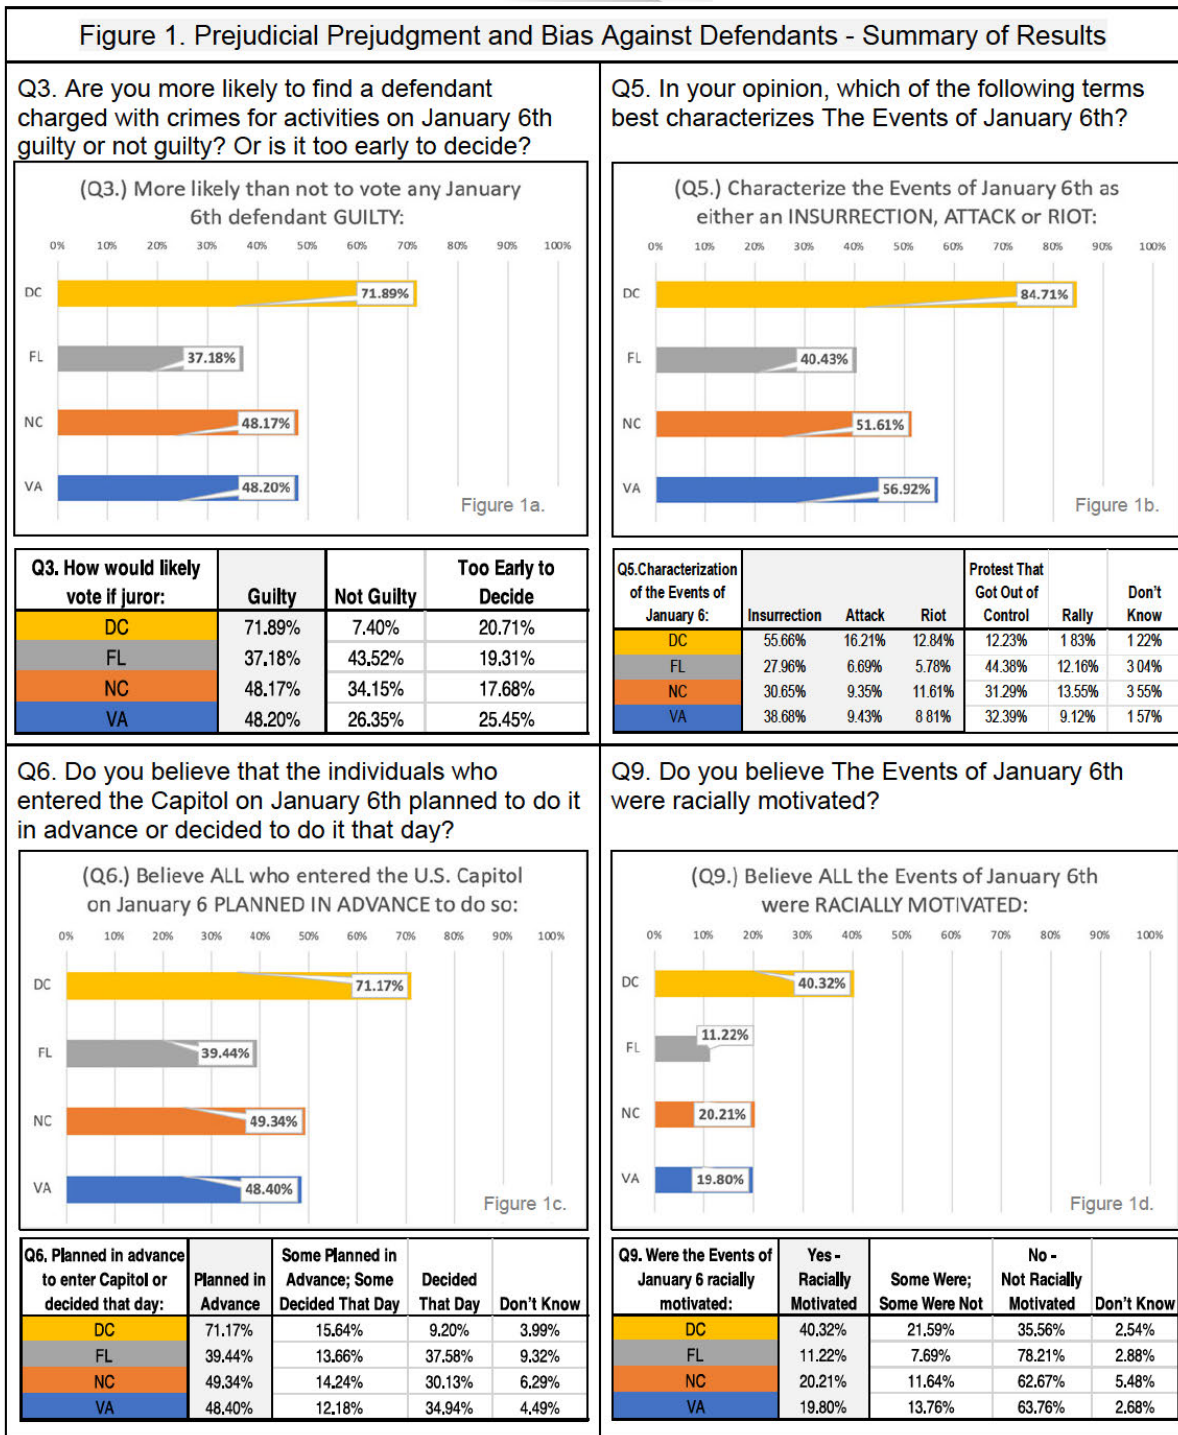 Figure 1. Prejudicial Prejudgment and Bias Against Defendants - Summary of Results
Q3. Are you more likely to find a defendant
charged with crimes for activities on January 6th
guilty or not guilty? Or is it too early to decide?
(Q3.) More likely than not to vote any January
6th defendant GUILTY:
0% 10% 20% 30% 40% 50% 60% 70% 80% 90% 100%
DC 71.89%
FL 37.18%
NC 48.17%
VA 48.20%
Figure 1a.
Q3. How would likely
vote if juror: Guilty Not Guilty Too Early to
Decide
DC 71.89% 7.40% 20.71%
FL 37.18% 43.52% 19.31%
NC 48.17% 34.15% 17.68%
VA 48.20% 26.35% 25.45%
Q5. In your opinion, which of the following terms
best characterizes The Events of January 6th?
(Q5.) Characterize the Events of January 6th as
either an INSURRECTION, ATTACK or RIOT:
0% 10% 20% 30% 40% 50% 60% 70% 80% 90% 100%
DC 84.71%
FL 40.43%
NC 51.61%
VA 56.92%
Figure 1b.
Q5.Characterization Protest That
of the Events of Got Out of Don't
January 6: Insurrection Attack Riot Control Rally Know
DC 55.66% 16.21% 12.84% 12.23% 1 83% 1 22%
FL 27.96% 6.69% 5.78% 44.38% 12.16% 3 04%
NC 30.65% 9.35% 11.61% 31.29% 13.55% 3 55%
VA 38.68% 9.43% 8 81% 32.39% 9.12% 1 57%
Q6. Do you believe that the individuals who
entered the Capitol on January 6th planned to do it
in advance or decided to do it that day?
(Q6.) Believe ALL who entered the U.S. Capitol
on January 6 PLANNED IN ADVANCE to do so:
0% 10% 20% 30% 40% 50% 60% 70% 80% 90% 100%
DC 71.17%
FL 39.44%
NC 49.34%
VA 48.40%
Figure 1c.
Q6. Planned in advance Some Planned in
to enter Capitol or Planned in Advance; Some Decided
decided that day: Advance Decided That Day That Day Don't Know
DC 71.17% 15.64% 9.20% 3.99%
FL 39.44% 13.66% 37.58% 9.32%
NC 49.34% 14.24% 30.13% 6.29%
VA 48.40% 12.18% 34.94% 4.49%
Q9. Do you believe The Events of January 6th
were racially motivated?
(Q9.) Believe ALL the Events of January 6th
were RACIALLY MOTIVATED:
0% 10% 20% 30% 40% 50% 60% 70% 80% 90% 100%
DC 40.32%
FL 11.22%
NC 20.21%
VA 19.80%
Figure 1d.
Q9. Were the Events of Yes - No -
January 6 racially Racially Some Were; Not Racially
motivated: Motivated Some Were Not Motivated Don't Know
DC 40.32% 21.59% 35.56% 2.54%
FL 11.22% 7.69% 78.21% 2.88%
NC 20.21% 11.64% 62.67% 5.48%
VA 19.80% 13.76% 63.76% 2.68%